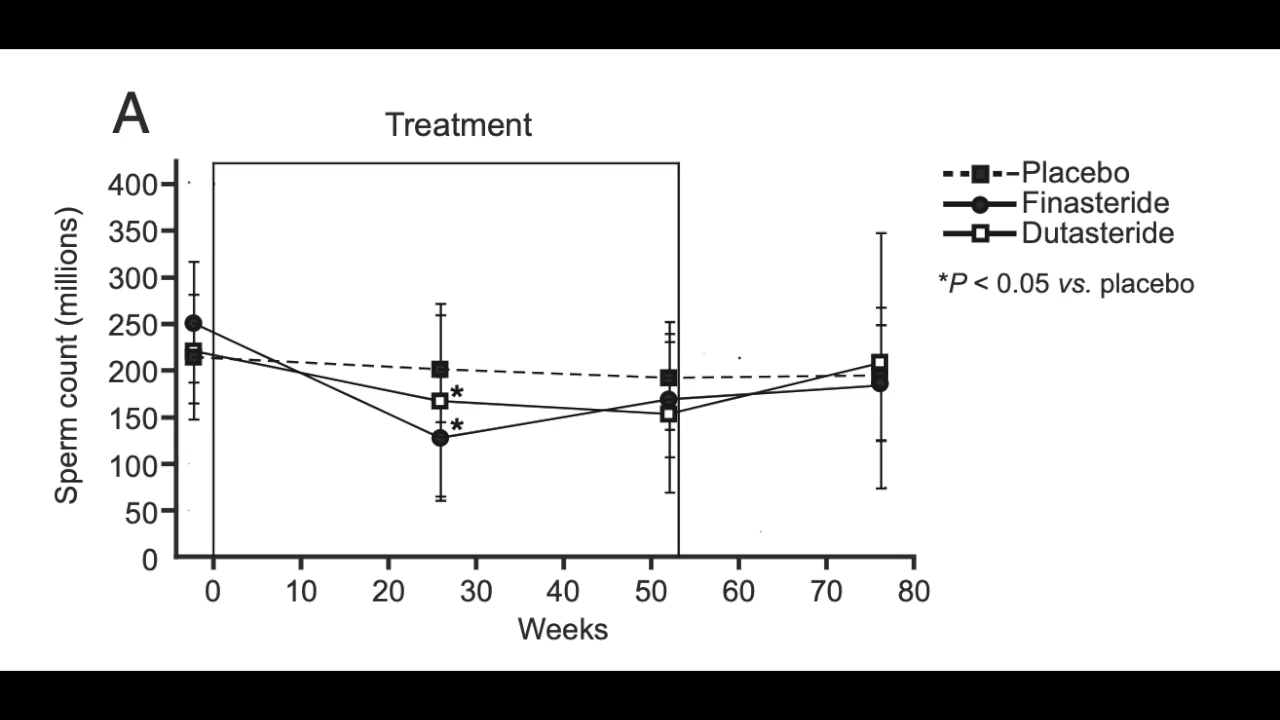 A
Treatment
400
350
300
250
200
150
100
50
0
Sperm count (millions)
*
*
0 10 20 30 40 50 60 70 80
Weeks
Placebo
Finasteride
Dutasteride
*P < 0.05 vs. placebo